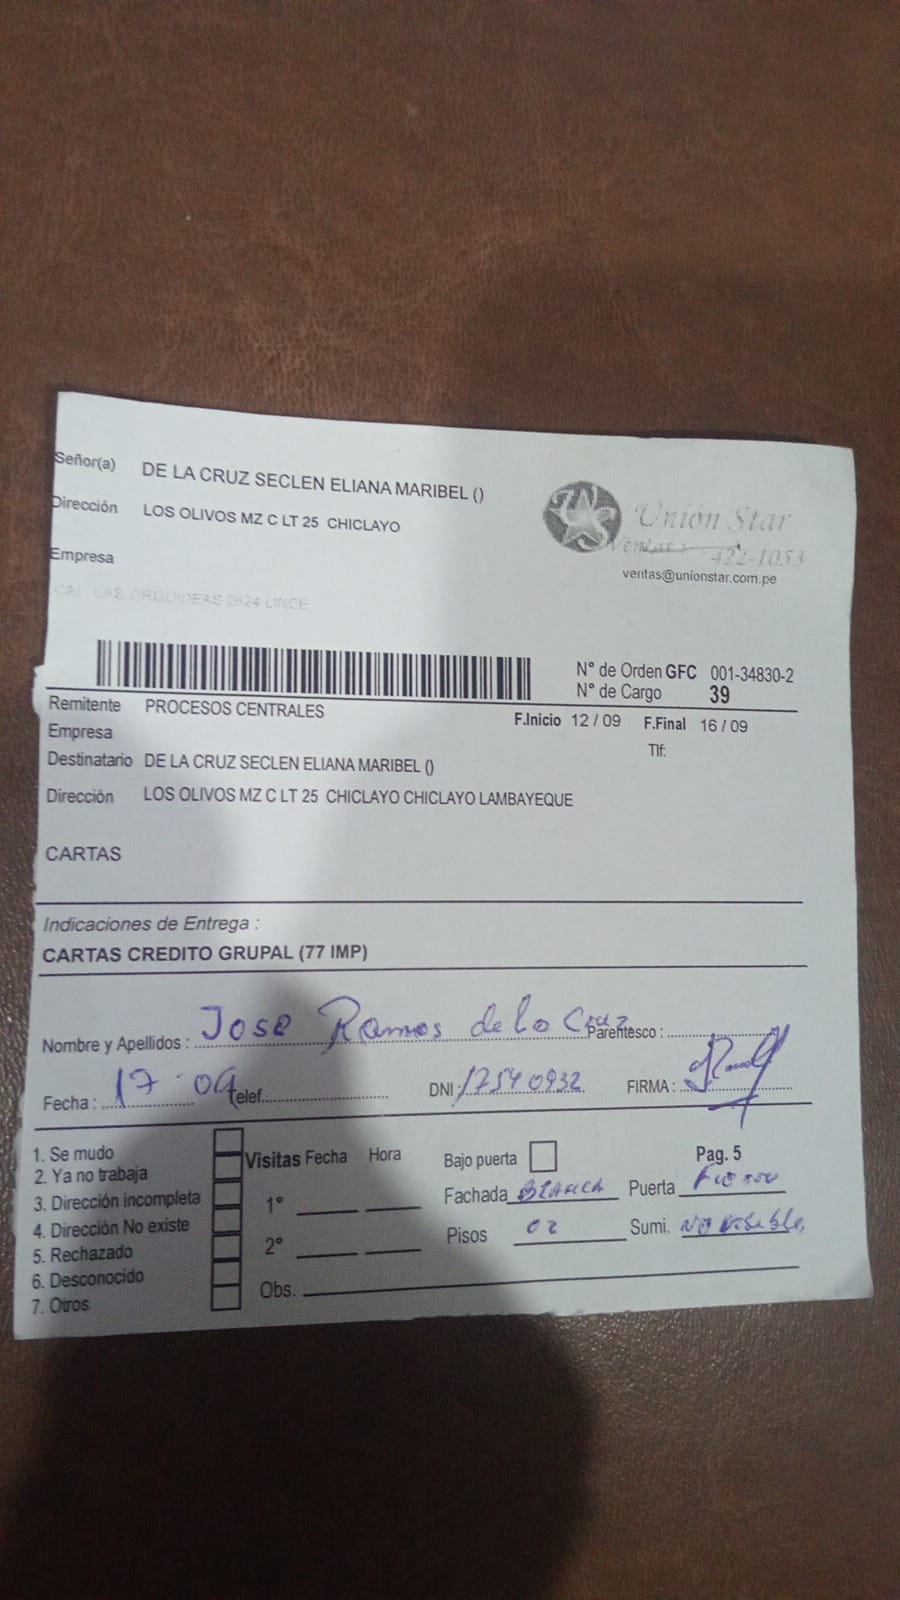 Señor(a) DE LA CRUZ SECLEN ELIANA MARIBEL ()
Dirección LOS OLIVOS MZ C LT 25 CHICLAYO
Empresa
CAL. LAS ORQUIDEAS 2624 LINCE
Unión Star
Ventas: 422-1053
ventas@unionstar.com.pe
N° de Orden GFC 001-34830-2
N° de Cargo 39
Remitente PROCESOS CENTRALES
F.Inicio 12 / 09 F.Final 16 / 09
Empresa
Tlf:
Destinatario DE LA CRUZ SECLEN ELIANA MARIBEL ()
Dirección LOS OLIVOS MZ C LT 25 CHICLAYO CHICLAYO LAMBAYEQUE
CARTAS
Indicaciones de Entrega :
CARTAS CREDITO GRUPAL (77 IMP)
Nombre y Apellidos : Jose Ramos de la Cruz Parentesco :
Fecha : 17 - 09 Telef. DNI : 17540932 FIRMA :
1. Se mudo
2. Ya no trabaja
3. Dirección incompleta
4. Dirección No existe
5. Rechazado
6. Desconocido
7. Otros
Visitas Fecha Hora
1°
2°
Obs.
Bajo puerta Pag. 5
Fachada BLANCA Puerta
Pisos 02 Sumi. NO VISIBLE